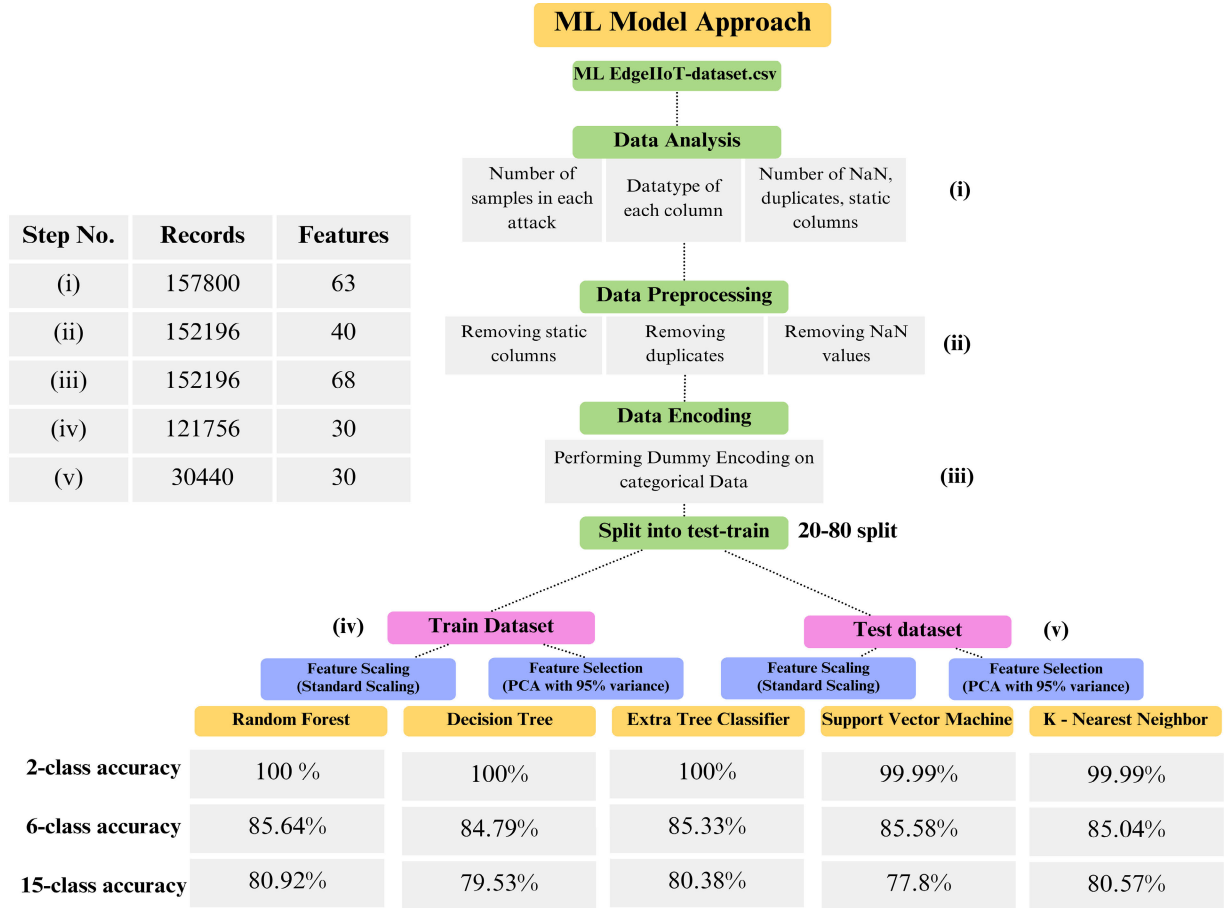 ML Model Approach
ML EdgeIIoT-dataset.csv
Data Analysis
Number of
samples in each
attack
Datatype of
each column
Number of NaN,
duplicates, static
columns
(i)
Step No. Records Features
(i) 157800 63
(ii) 152196 40
(iii) 152196 68
(iv) 121756 30
(v) 30440 30
Data Preprocessing
Removing static
columns
Removing
duplicates
Removing NaN
values
(ii)
Data Encoding
Performing Dummy Encoding on
categorical Data
(iii)
Split into test-train 20-80 split
(iv) Train Dataset
Test dataset (v)
Feature Scaling
(Standard Scaling)
Feature Selection
(PCA with 95% variance)
Feature Scaling
(Standard Scaling)
Feature Selection
(PCA with 95% variance)
Random Forest Decision Tree Extra Tree Classifier Support Vector Machine K - Nearest Neighbor
2-class accuracy 100 % 100% 100% 99.99% 99.99%
6-class accuracy 85.64% 84.79% 85.33% 85.58% 85.04%
15-class accuracy 80.92% 79.53% 80.38% 77.8% 80.57%